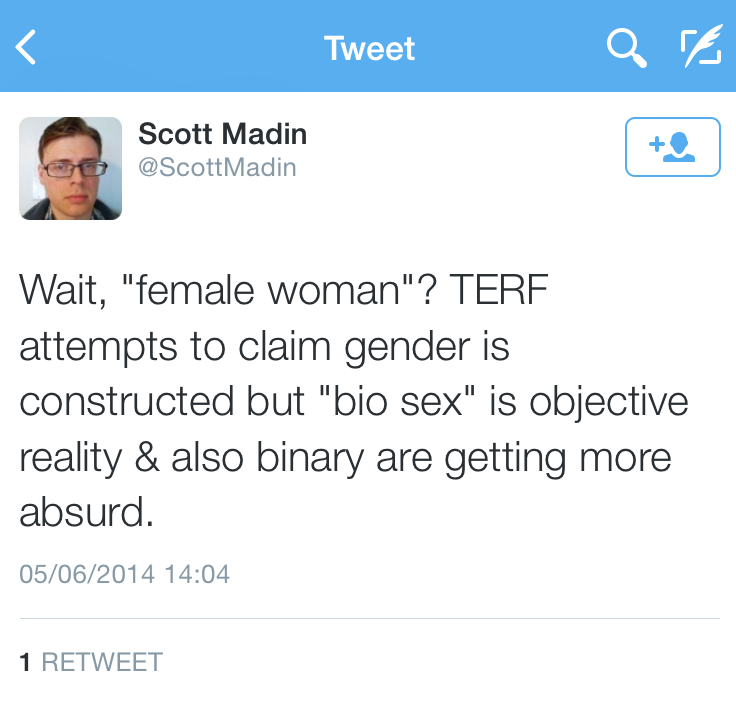 Tweet
Scott Madin
@ScottMadin
Wait, "female woman"? TERF
attempts to claim gender is
constructed but "bio sex" is objective
reality & also binary are getting more
absurd.
05/06/2014 14:04
1 RETWEET